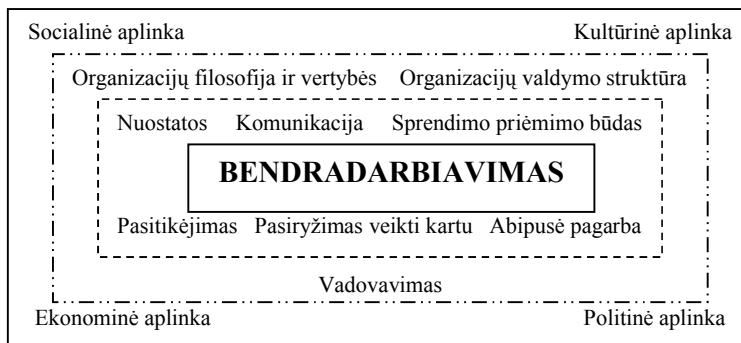 Socialinė aplinka Kultūrinė aplinka
Organizacijų filosofija ir vertybės Organizacijų valdymo struktūra
Nuostatos Komunikacija Sprendimo priėmimo būdas
BENDRADARBIAVIMAS
Pasitikėjimas Pasiryžimas veikti kartu Abipusė pagarba
Vadovavimas
Ekonominė aplinka Politinė aplinka